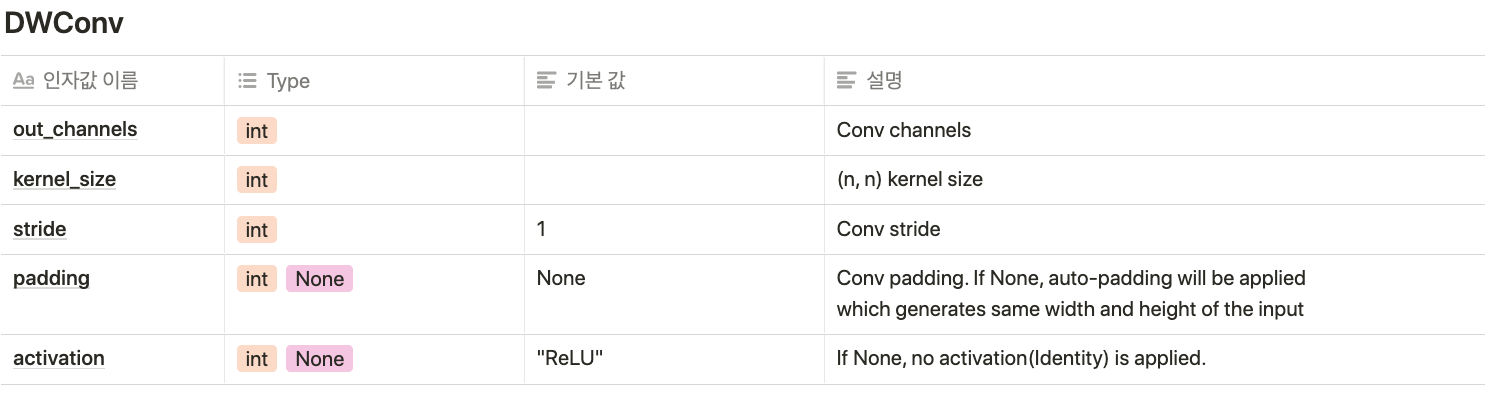 DWConv
Aa 인자값 이름 Type 기본 값 설명
out_channels int Conv channels
kernel_size int (n, n) kernel size
stride int 1 Conv stride
padding int None None Conv padding. If None, auto-padding will be applied
which generates same width and height of the input
activation int None "ReLU" If None, no activation(Identity) is applied.